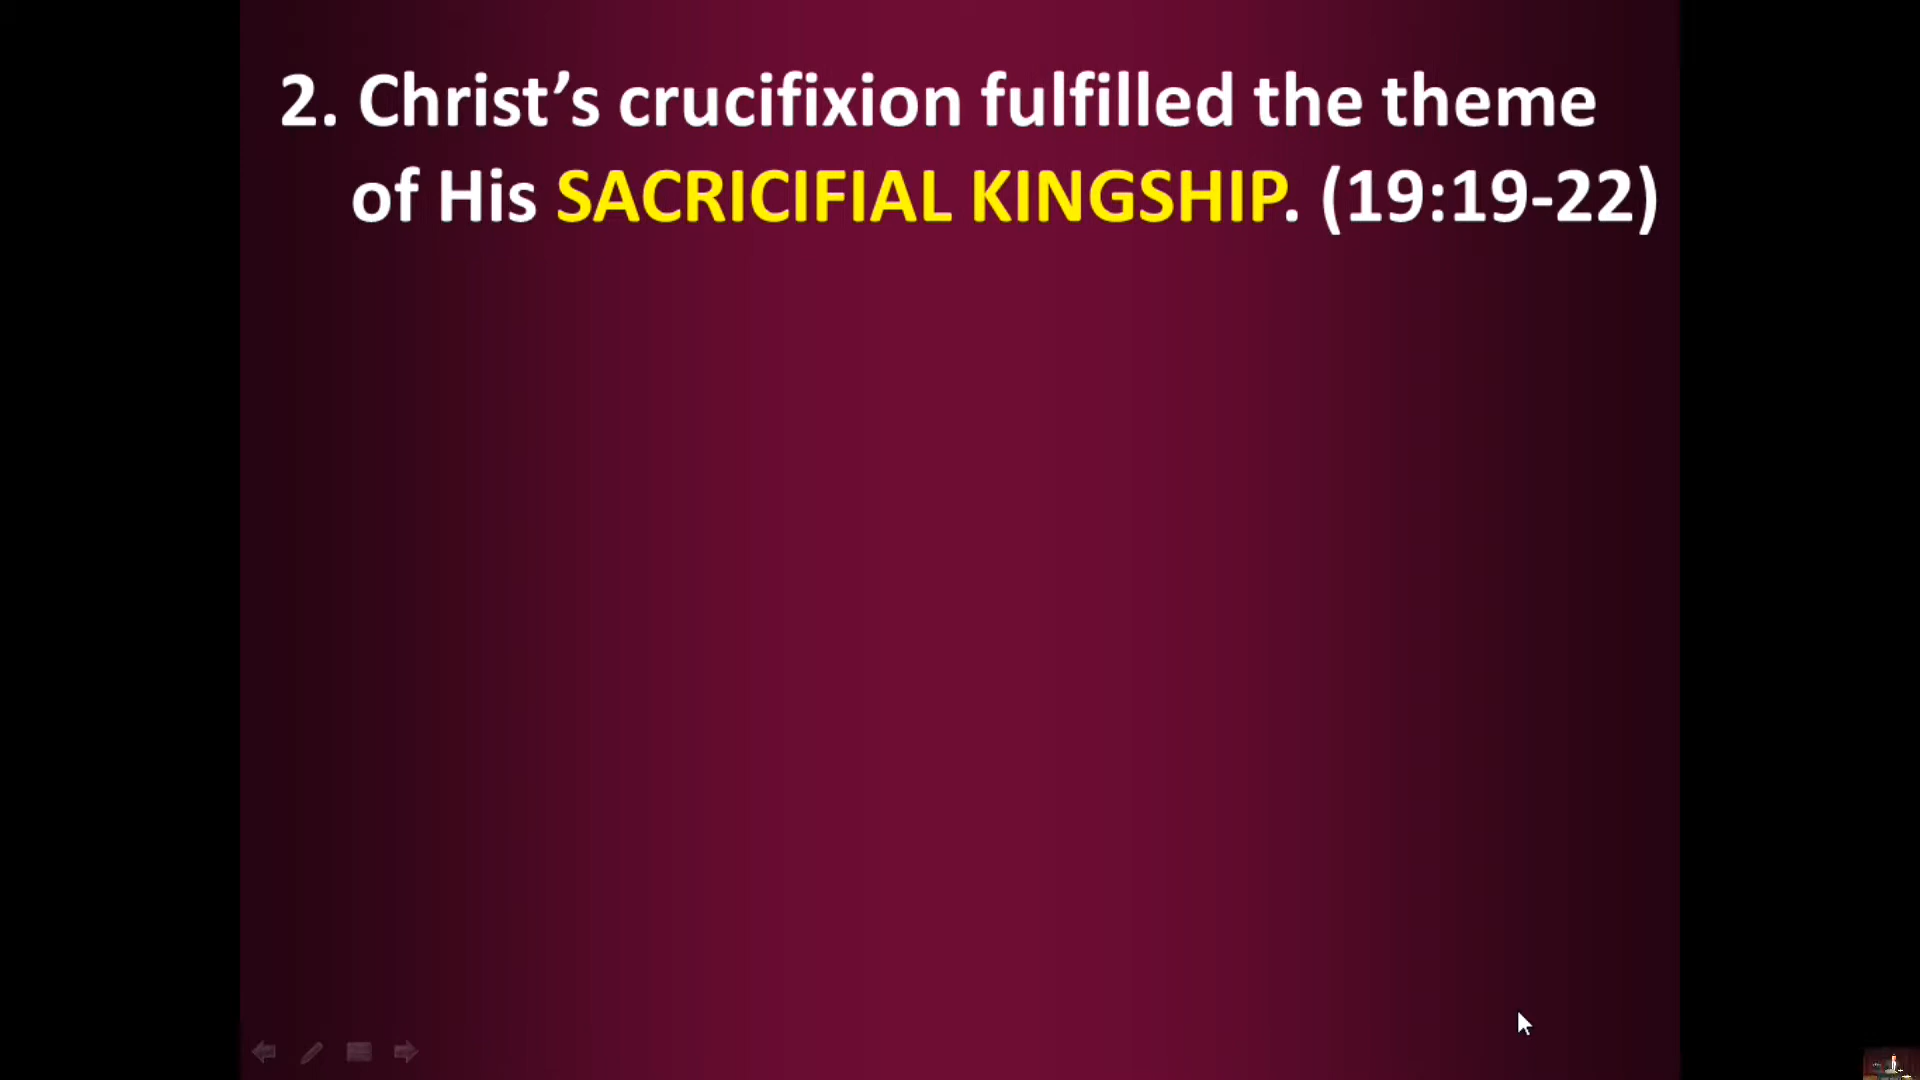 2. Christ’s crucifixion fulfilled the theme
of His SACRICIFIAL KINGSHIP. (19:19-22)